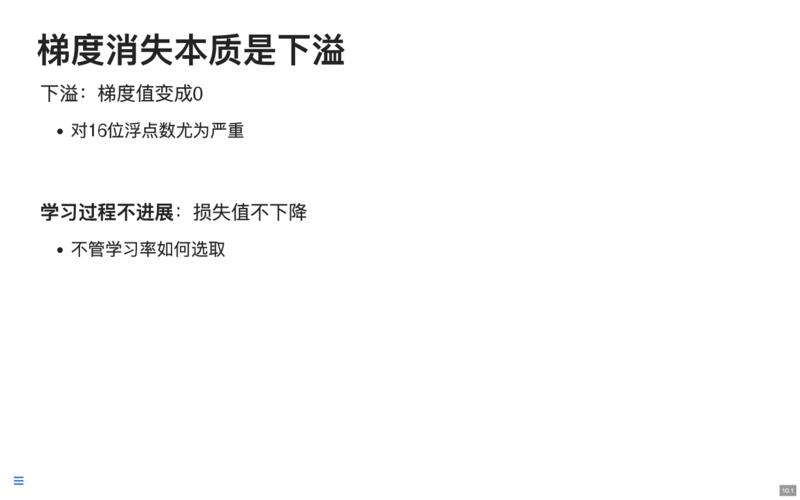 梯度消失本质是下溢
下溢：梯度值变成0
• 对16位浮点数尤为严重
学习过程不进展：损失值不下降
• 不管学习率如何选取
10.1